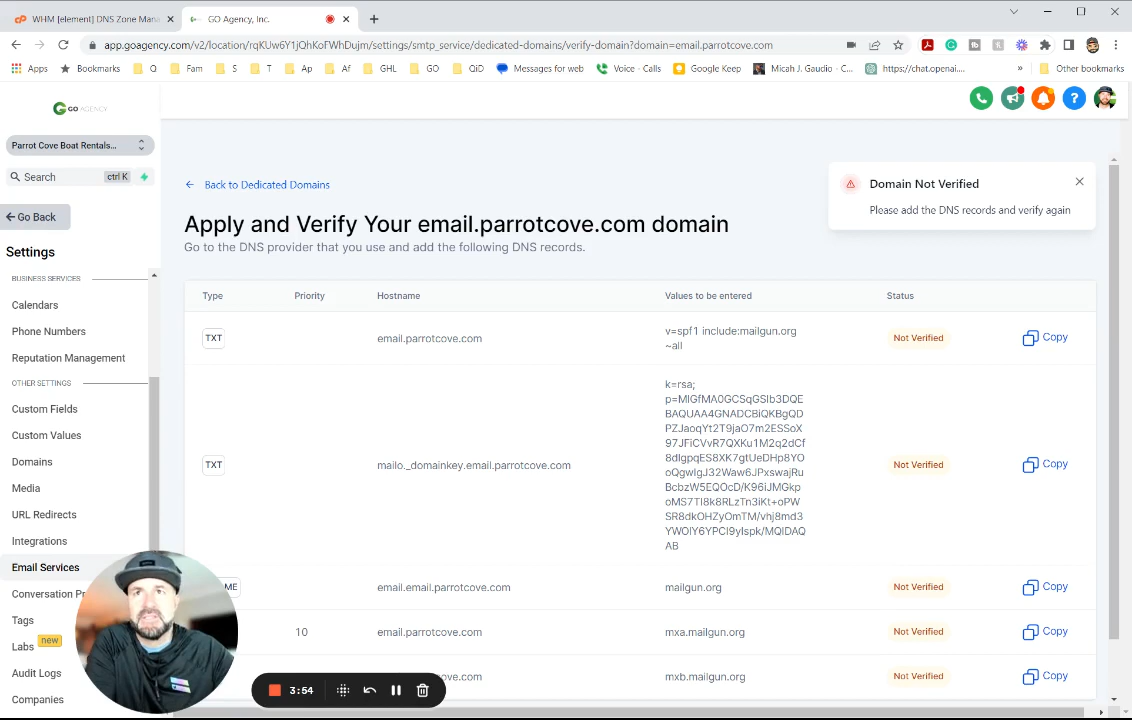 WHM [element] DNS Zone Mana
GO Agency, Inc.
app.goagency.com/v2/location/rqKUw6Y1jQhKoFWhDujm/settings/smtp_service/dedicated-domains/verify-domain?domain=email.parrotcove.com
Apps Bookmarks Q Fam S T Ap Af GHL GO QiD Messages for web Voice - Calls Google Keep Micah J. Gaudio - C... https://chat.openai.... » Other bookmarks
GO AGENCY
Parrot Cove Boat Rentals...
Search ctrl K
Go Back
Settings
BUSINESS SERVICES
Calendars
Phone Numbers
Reputation Management
OTHER SETTINGS
Custom Fields
Custom Values
Domains
Media
URL Redirects
Integrations
Email Services
Conversation Pr
Tags
Labs new
Audit Logs
Companies
Back to Dedicated Domains
Domain Not Verified
Please add the DNS records and verify again
Apply and Verify Your email.parrotcove.com domain
Go to the DNS provider that you use and add the following DNS records.
Type Priority Hostname Values to be entered Status
TXT email.parrotcove.com v=spf1 include:mailgun.org
~all
Not Verified Copy
TXT mailo._domainkey.email.parrotcove.com
k=rsa;
p=MIGfMA0GCSqGSIb3DQE
BAQUAA4GNADCBiQKBgQD
PZJaoqYt2T9jaO7m2ESSoX
97JFiCVvR7QXKu1M2q2dCf
8dIgpqES8XK7gtUeDHp8YO
oQgwIgJ32Waw6JPxswajRu
BcbzW5EQOcD/K96iJMGkp
oMS7TI8k8RLzTn3iKt+oPW
SR8dkOHZyOmTM/vhj8md3
YWOlY6YPCI9yIspk/MQIDAQ
AB
Not Verified Copy
ME email.email.parrotcove.com mailgun.org Not Verified Copy
10 email.parrotcove.com mxa.mailgun.org Not Verified Copy
cove.com mxb.mailgun.org Not Verified Copy
3:54